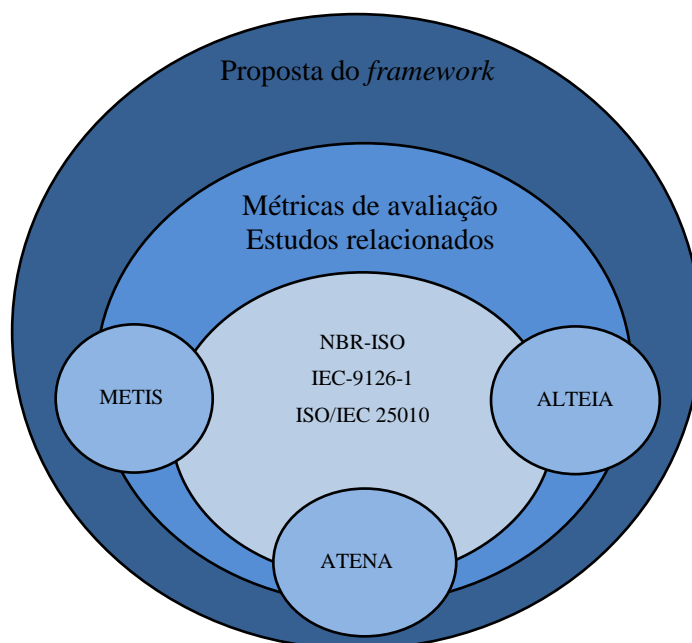 Proposta do framework
Métricas de avaliação
Estudos relacionados
NBR-ISO
IEC-9126-1
ISO/IEC 25010
METIS
ALTEIA
ATENA